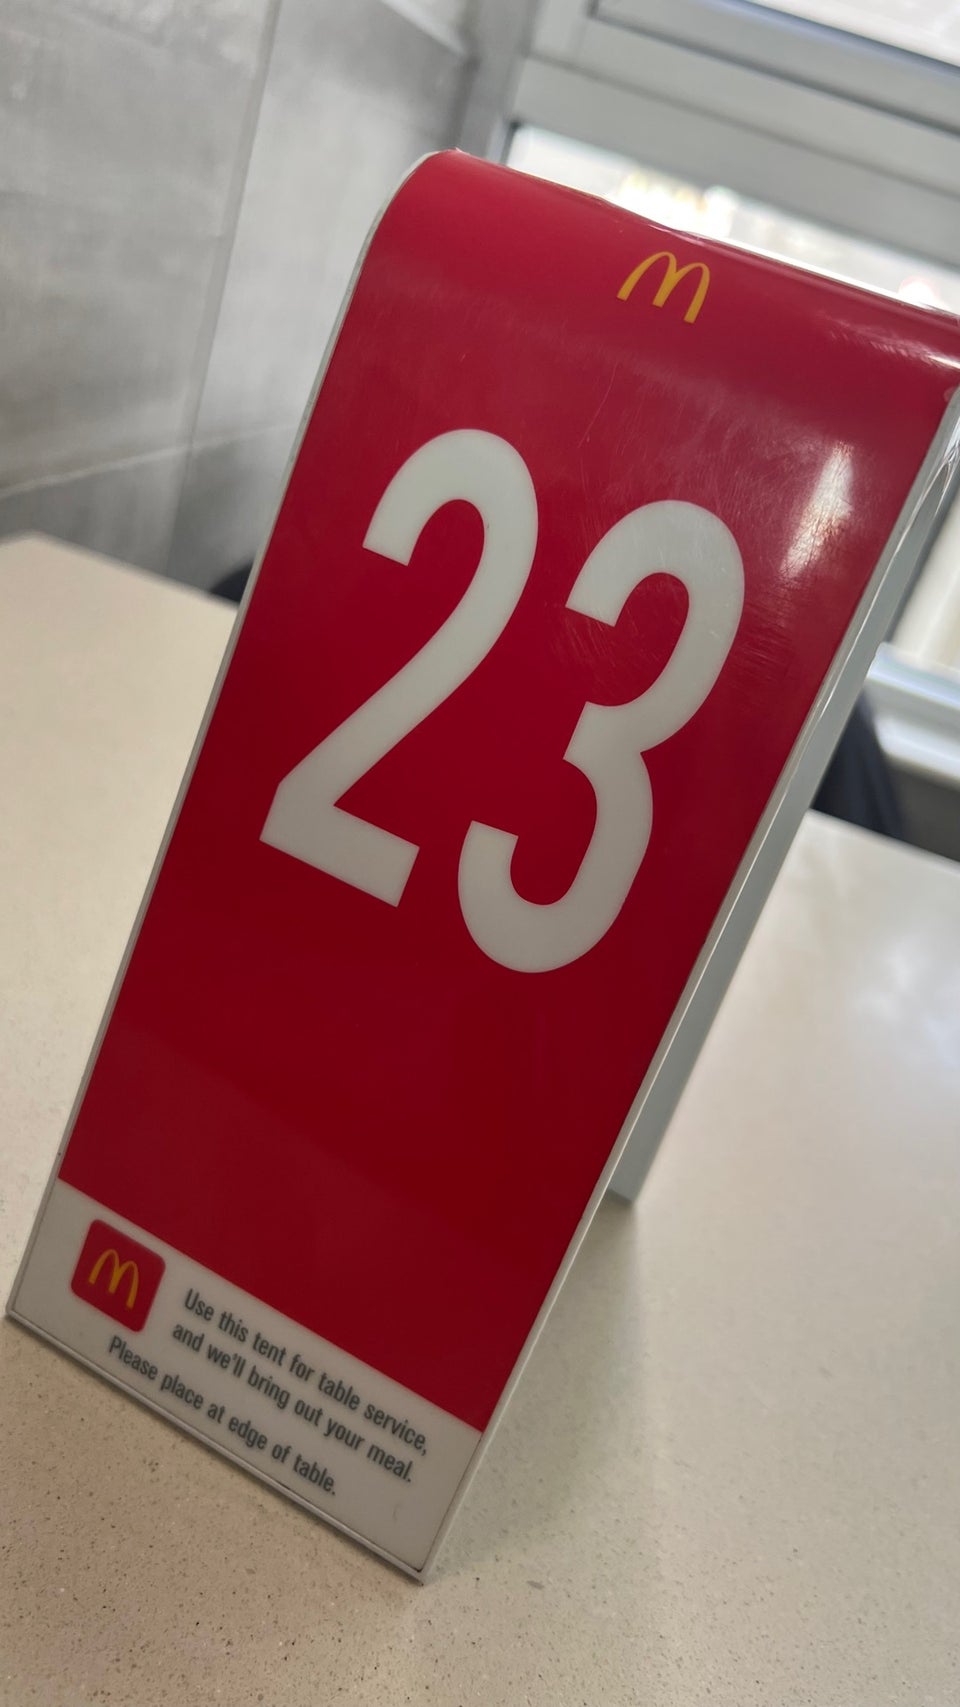 23
Use this tent for table service,
and we'll bring out your meal.
Please place at edge of table.